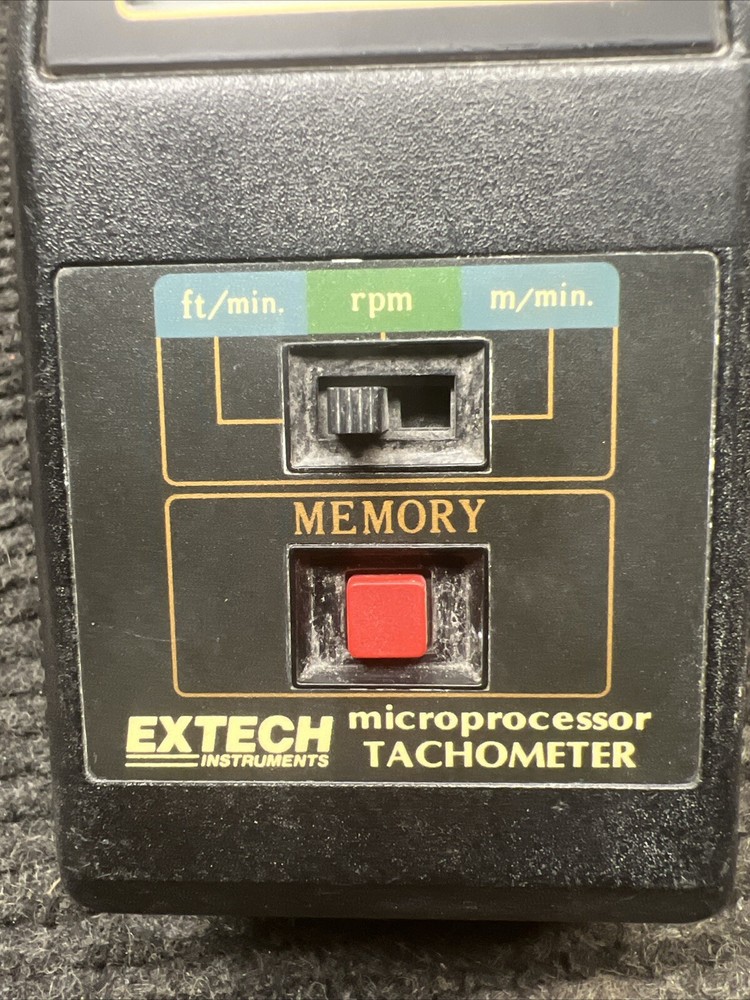 ft/min. rpm m/min.
MEMORY
EXTECH microprocessor
INSTRUMENTS TACHOMETER